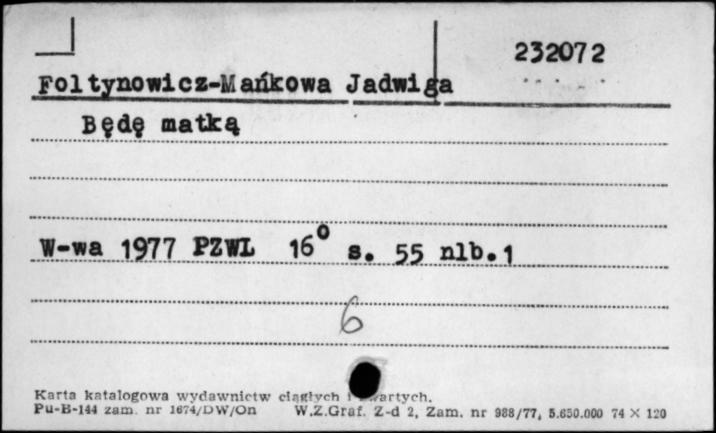 232072
Foltynowicz-Mańkowa Jadwiga
Będę matką
W-wa 1977 PZWL 16° s. 55 nlb.1
6
Karta katalogowa wydawnictw ciągłych i zwartych.
Pu-B-144 zam. nr 1674/DW/On W.Z.Graf. Z-d 2, Zam. nr 988/77, 5.650.000 74 X 120